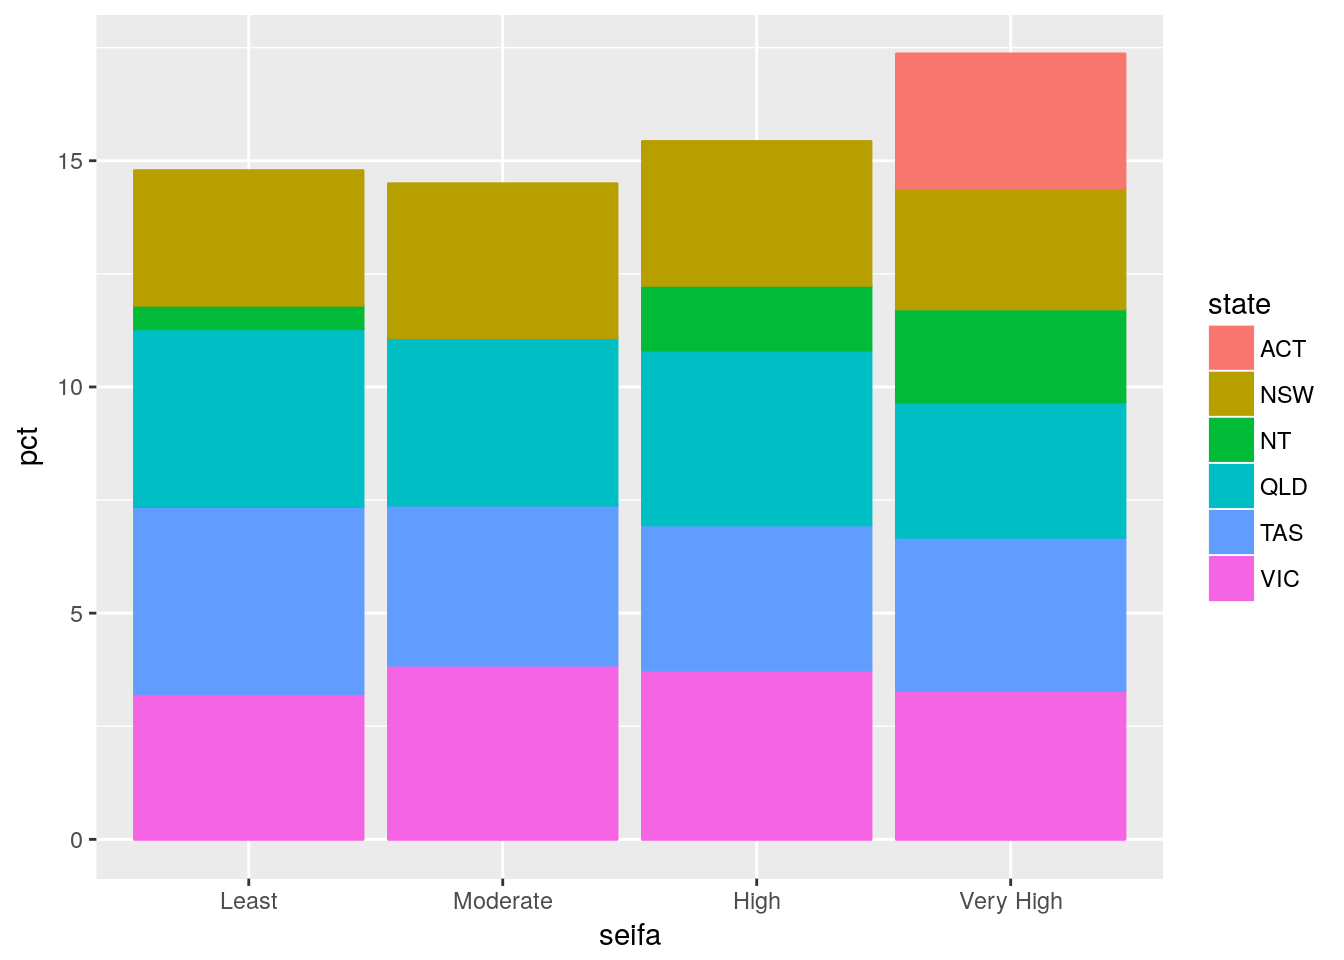 15
10
5
0
pct
Least
Moderate
High
Very High
seifa
state
ACT
NSW
NT
QLD
TAS
VIC